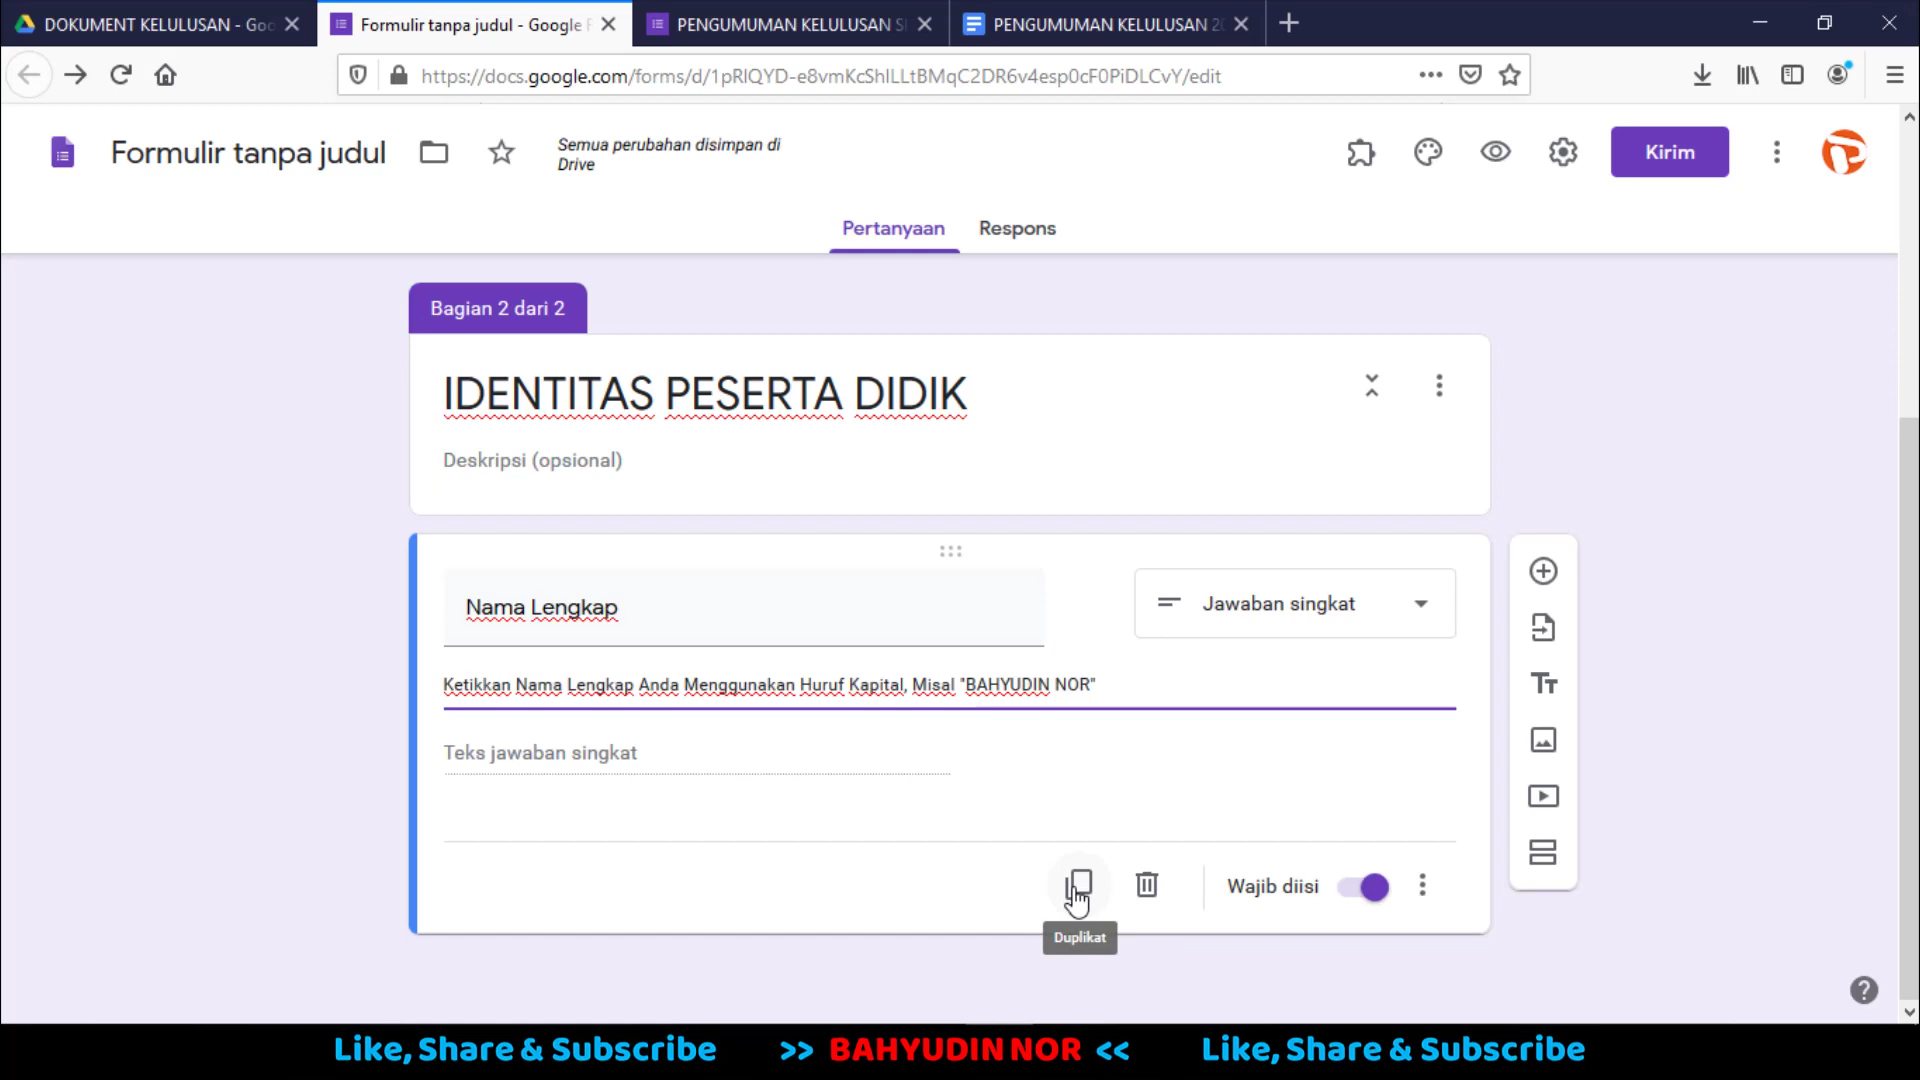 DOKUMENT KELULUSAN - Goo
Formulir tanpa judul - Google F
PENGUMUMAN KELULUSAN S
PENGUMUMAN KELULUSAN 20
https://docs.google.com/forms/d/1pRlQYD-e8vmKcShlLLtBMqC2DR6v4esp0cF0PiDLCvY/edit
Formulir tanpa judul
Semua perubahan disimpan di
Drive
Kirim
Pertanyaan
Respons
Bagian 2 dari 2
IDENTITAS PESERTA DIDIK
Deskripsi (opsional)
Nama Lengkap
Jawaban singkat
Ketikkan Nama Lengkap Anda Menggunakan Huruf Kapital, Misal "BAHYUDIN NOR"
Teks jawaban singkat
Wajib diisi
Duplikat
Like, Share & Subscribe >> BAHYUDIN NOR << Like, Share & Subscribe